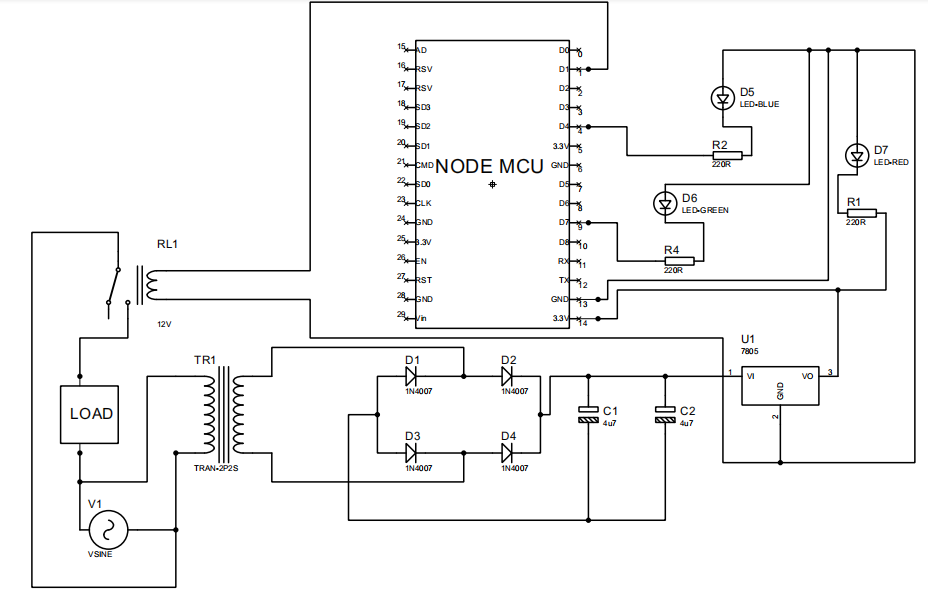 15 AD
16 RSV
17 RSV
18 SD3
19 SD2
20 SD1
21 CMD
22 SD0
23 CLK
24 GND
25 3.3V
26 EN
27 RST
28 GND
29 Vin
NODE MCU
D0 0
D1 1
D2 2
D3 3
D4 4
3.3V 5
GND 6
D5 7
D6 8
D7 9
D8 10
RX 11
TX 12
GND 13
3.3V 14
D5
LED-BLUE
R2
220R
D6
LED-GREEN
R4
220R
D7
LED-RED
R1
220R
RL1
12V
LOAD
V1
VSINE
TR1
TRAN-2P2S
D1
1N4007
D2
1N4007
D3
1N4007
D4
1N4007
C1
4u7
C2
4u7
U1
7805
1 VI VO 3
GND
2